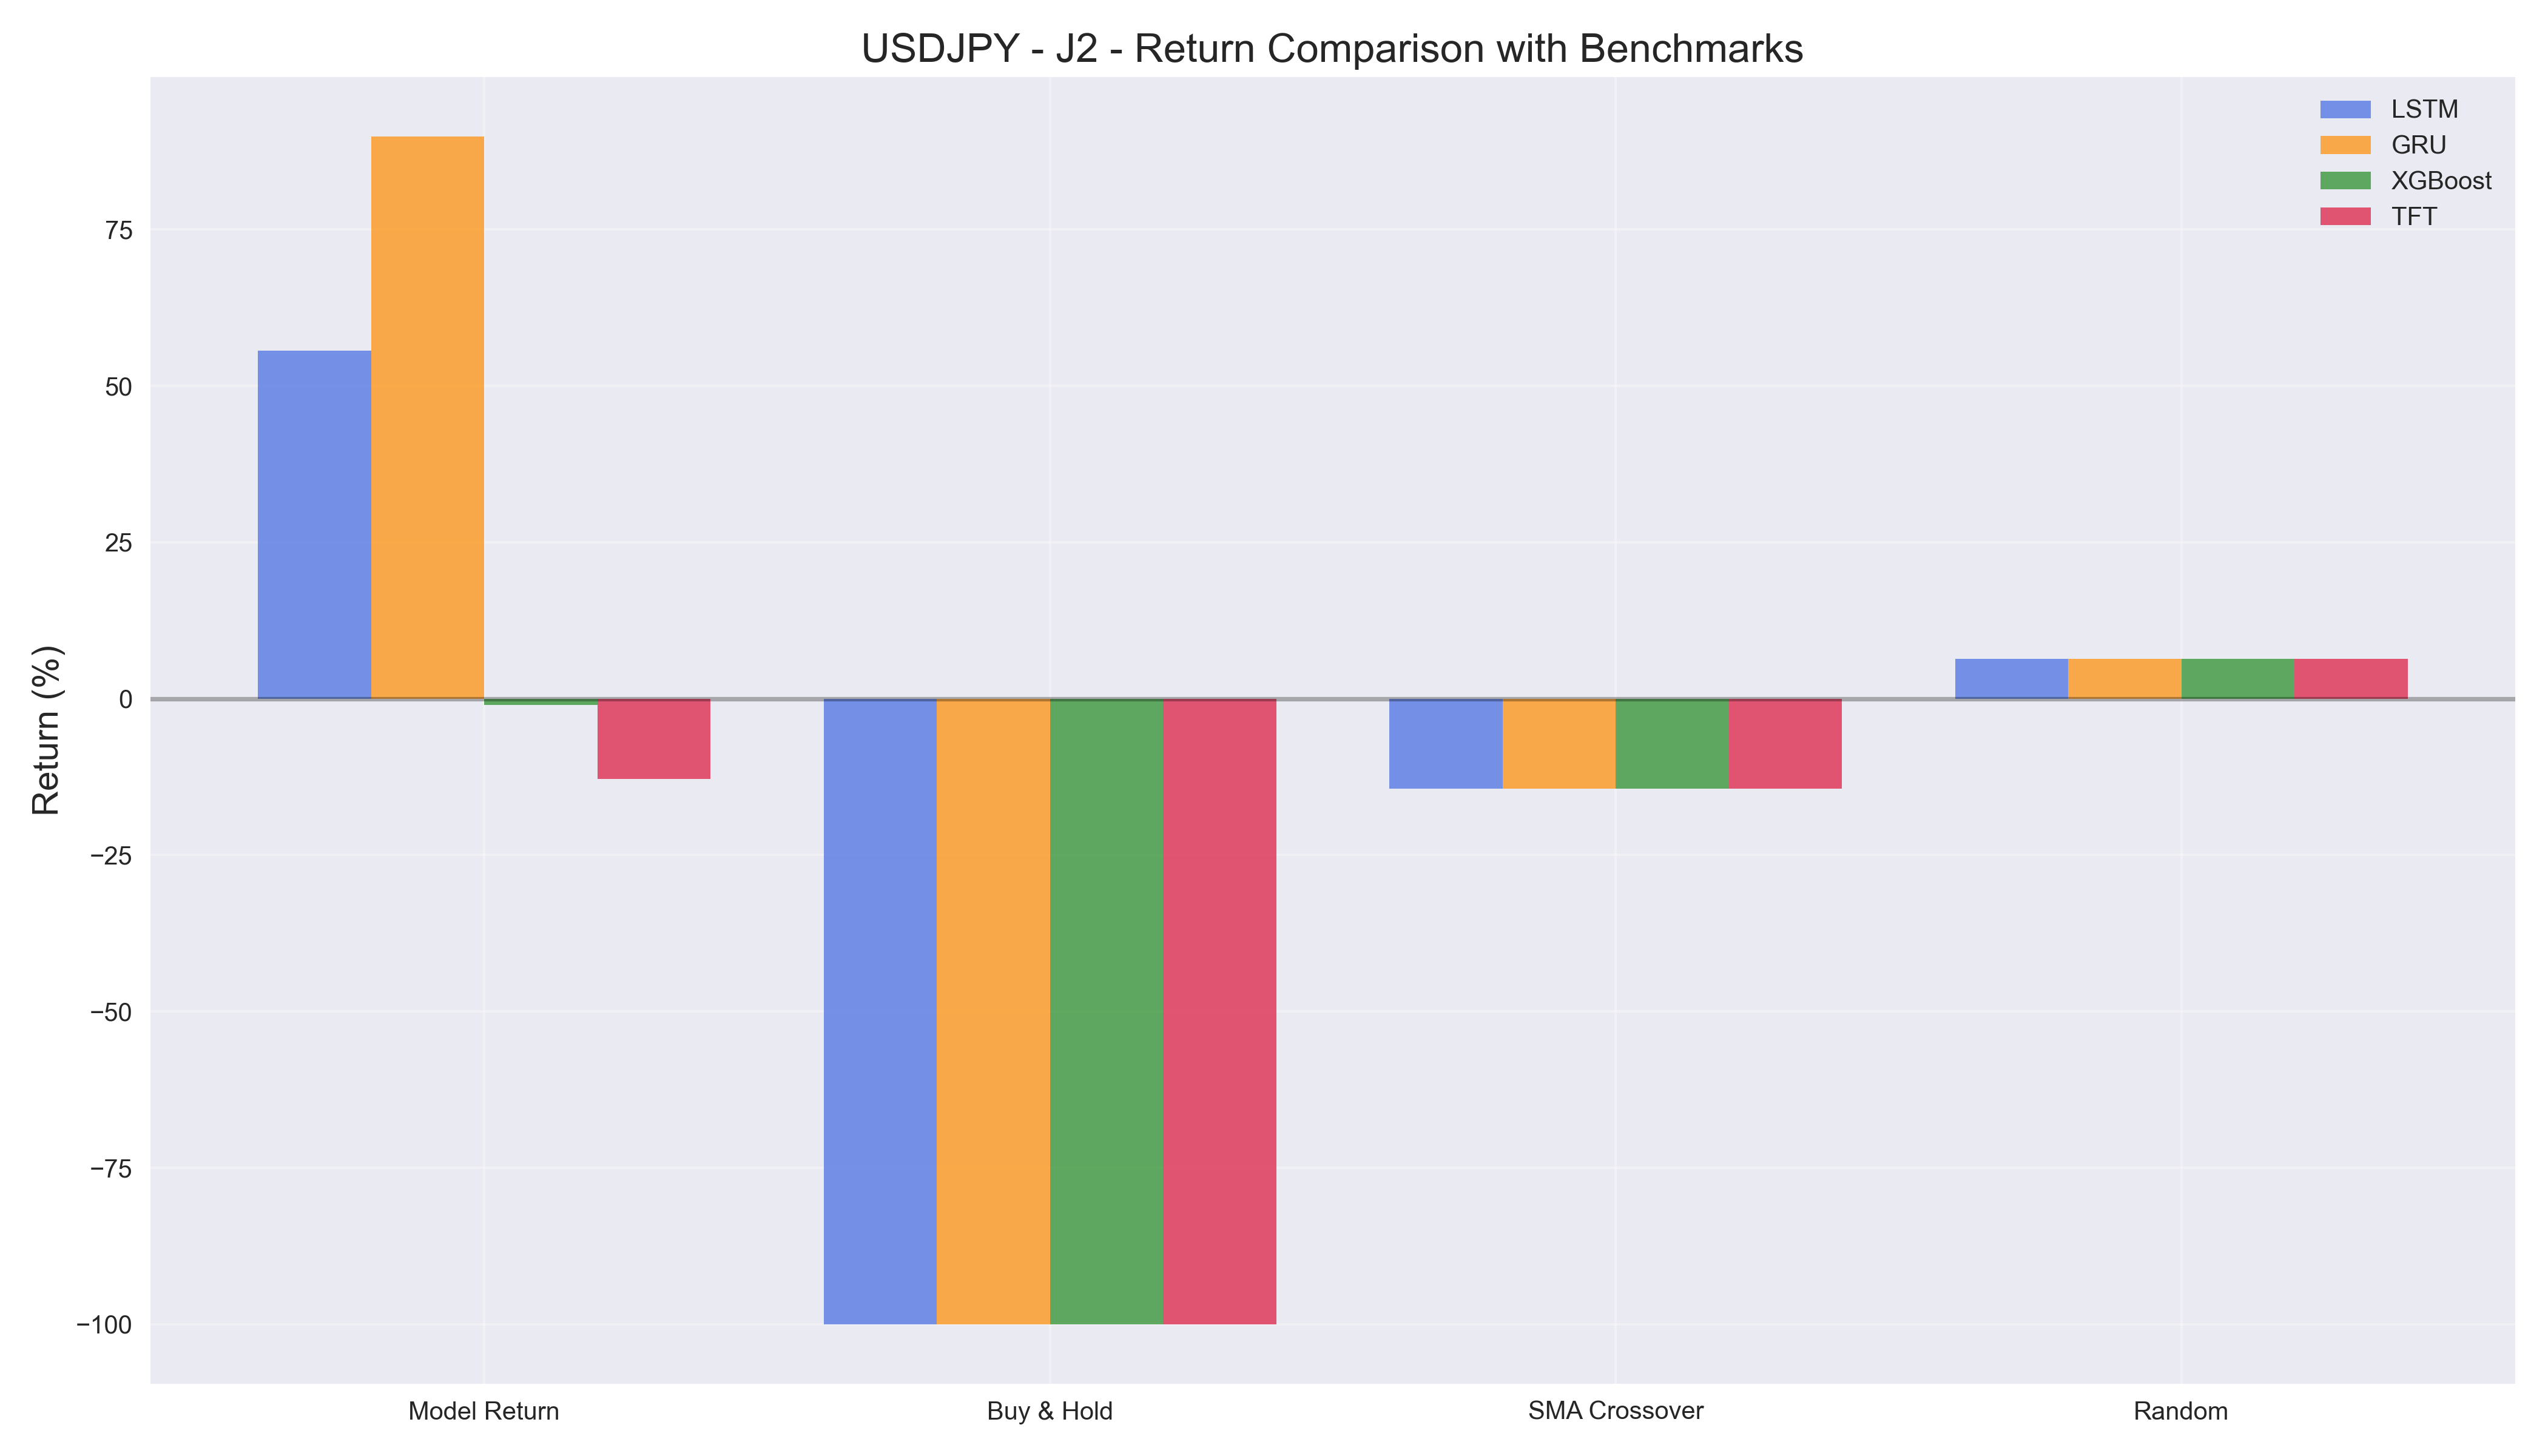 USDJPY - J2 - Return Comparison with Benchmarks
LSTM
GRU
XGBoost
TFT
Return (%)
75
50
25
0
−25
−50
−75
−100
Model Return
Buy & Hold
SMA Crossover
Random